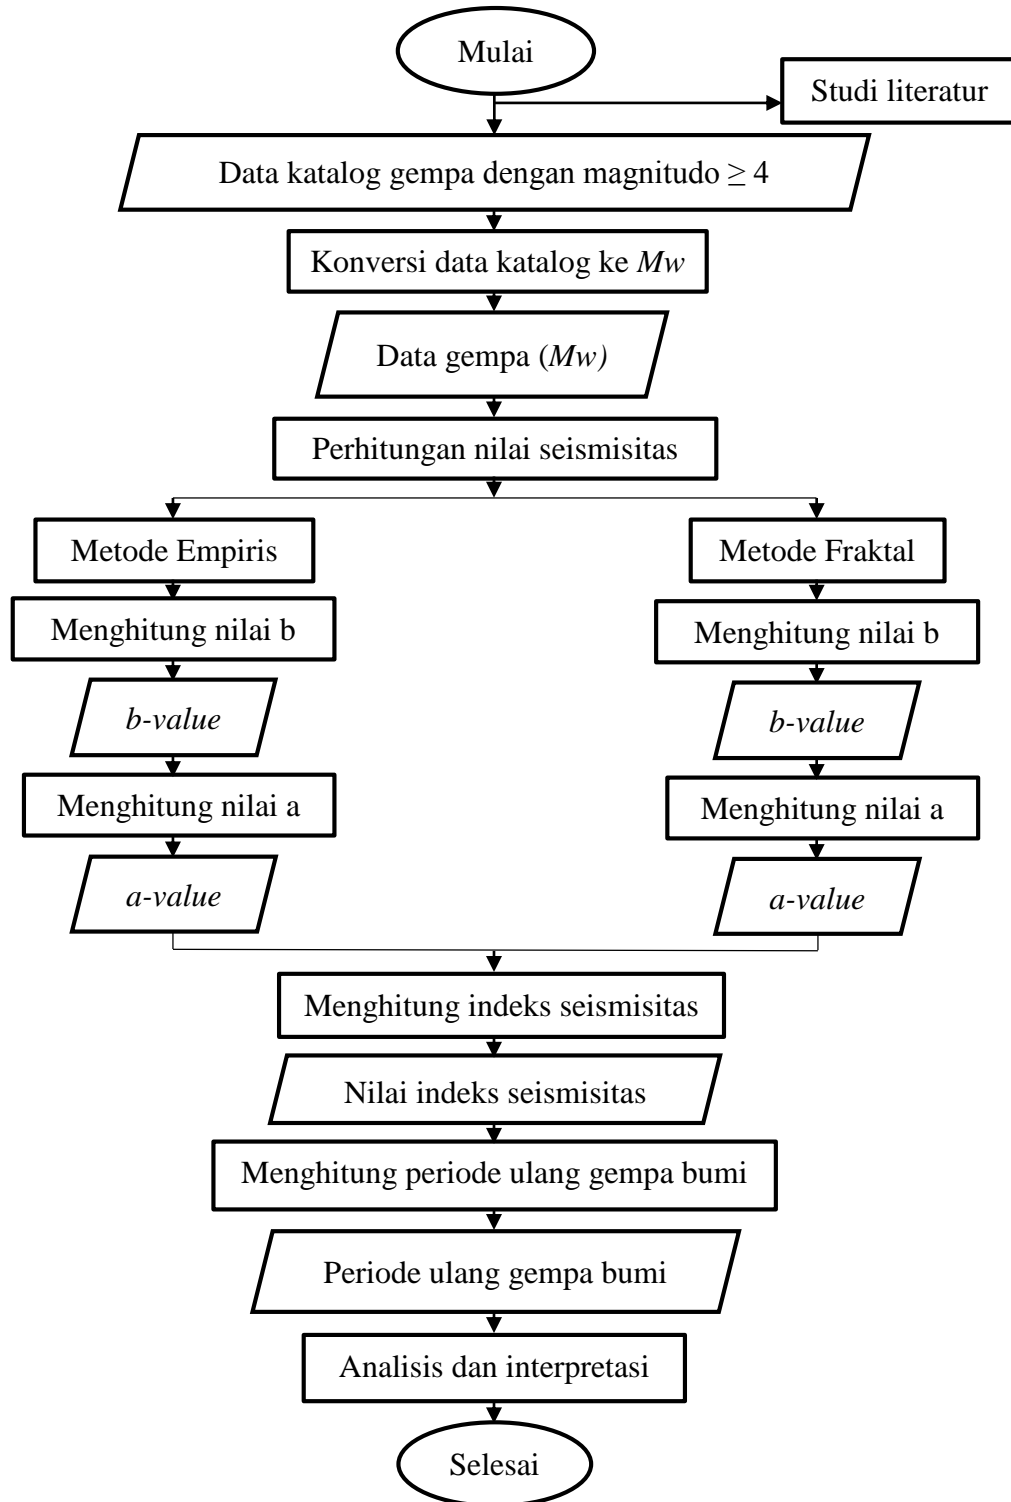 Mulai
Studi literatur
Data katalog gempa dengan magnitudo ≥ 4
Konversi data katalog ke Mw
Data gempa (Mw)
Perhitungan nilai seismisitas
Metode Empiris
Metode Fraktal
Menghitung nilai b
Menghitung nilai b
b-value
b-value
Menghitung nilai a
Menghitung nilai a
a-value
a-value
Menghitung indeks seismisitas
Nilai indeks seismisitas
Menghitung periode ulang gempa bumi
Periode ulang gempa bumi
Analisis dan interpretasi
Selesai